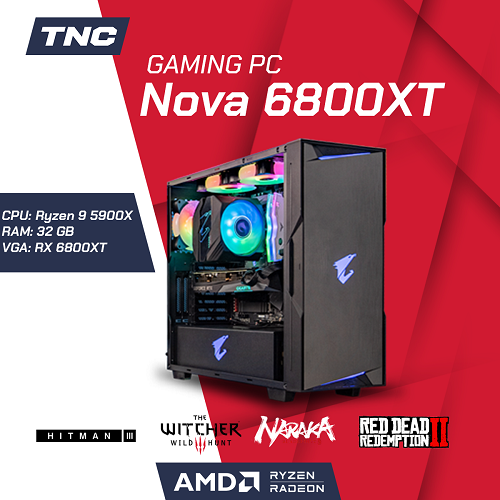 TNC
GAMING PC
Nova 6800XT
CPU: Ryzen 9 5900X
RAM: 32 GB
VGA: RX 6800XT
HITMAN III
THE
WITCHER
WILD HUNT
NARAKA
RED DEAD
REDEMPTION II
AMD RYZEN
RADEON